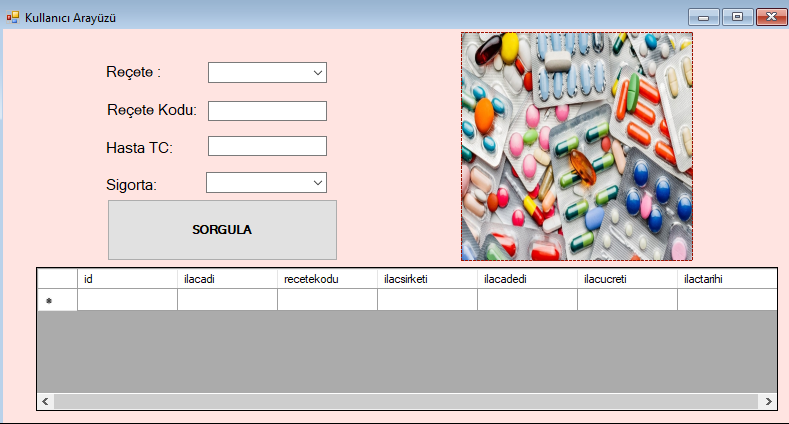 Kullanıcı Arayüzü
Reçete :
Reçete Kodu:
Hasta TC:
Sigorta:
SORGULA
id ilacadi recetekodu ilacsirketi ilacadedi ilacucreti ilactarihi